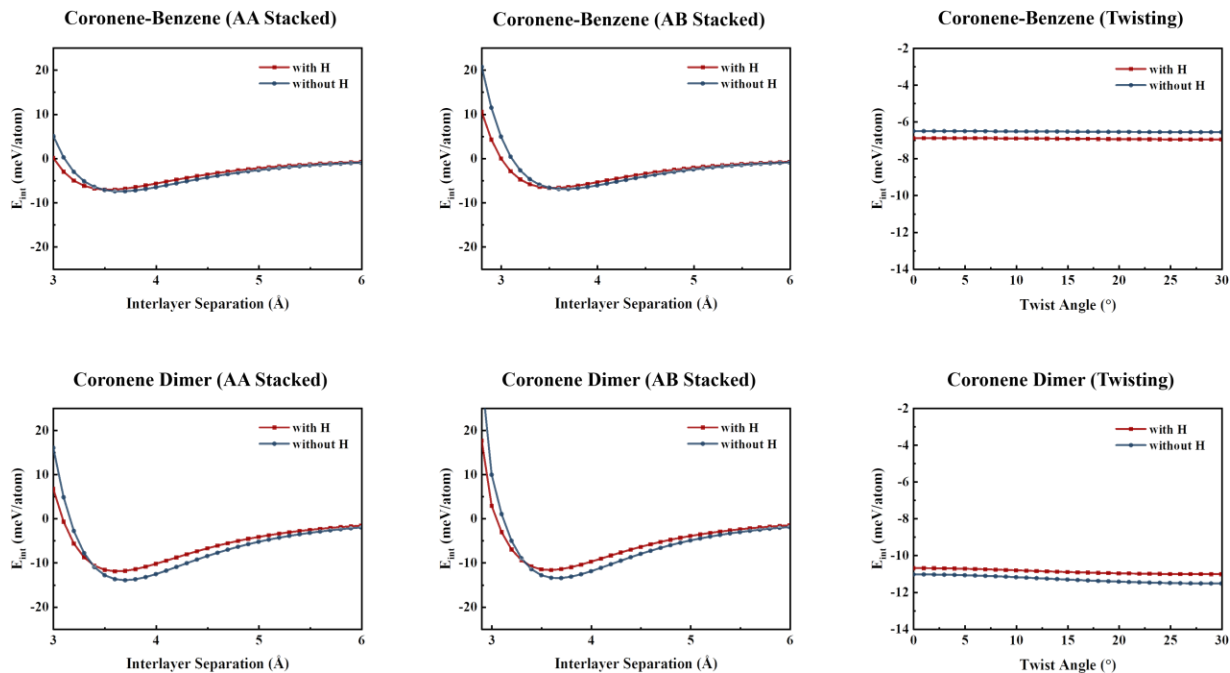 Coronene-Benzene (AA Stacked)
20
10
0
-10
-20
E_int (meV/atom)
with H
without H
3
4
5
6
Interlayer Separation (Å)
Coronene-Benzene (AB Stacked)
20
10
0
-10
-20
E_int (meV/atom)
with H
without H
3
4
5
6
Interlayer Separation (Å)
Coronene-Benzene (Twisting)
-2
-4
-6
-8
-10
-12
-14
E_int (meV/atom)
with H
without H
0
5
10
15
20
25
30
Twist Angle (°)
Coronene Dimer (AA Stacked)
20
10
0
-10
-20
E_int (meV/atom)
with H
without H
3
4
5
6
Interlayer Separation (Å)
Coronene Dimer (AB Stacked)
20
10
0
-10
-20
E_int (meV/atom)
with H
without H
3
4
5
6
Interlayer Separation (Å)
Coronene Dimer (Twisting)
-2
-4
-6
-8
-10
-12
-14
E_int (meV/atom)
with H
without H
0
5
10
15
20
25
30
Twist Angle (°)